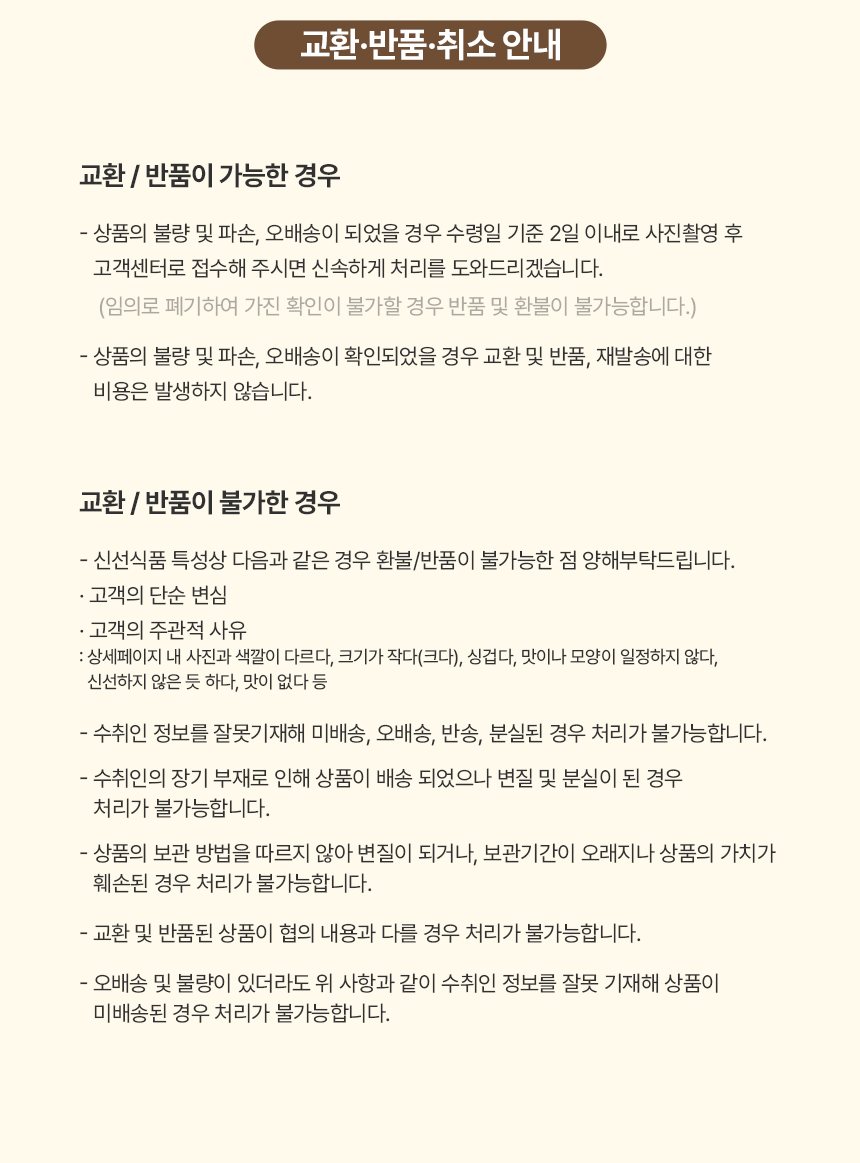 교환·반품·취소 안내
교환 / 반품이 가능한 경우
- 상품의 불량 및 파손, 오배송이 되었을 경우 수령일 기준 2일 이내로 사진촬영 후
고객센터로 접수해 주시면 신속하게 처리를 도와드리겠습니다.
(임의로 폐기하여 가진 확인이 불가할 경우 반품 및 환불이 불가능합니다.)
- 상품의 불량 및 파손, 오배송이 확인되었을 경우 교환 및 반품, 재발송에 대한
비용은 발생하지 않습니다.
교환 / 반품이 불가한 경우
- 신선식품 특성상 다음과 같은 경우 환불/반품이 불가능한 점 양해부탁드립니다.
· 고객의 단순 변심
· 고객의 주관적 사유
: 상세페이지 내 사진과 색깔이 다르다, 크기가 작다(크다), 싱겁다, 맛이나 모양이 일정하지 않다,
신선하지 않은 듯 하다, 맛이 없다 등
- 수취인 정보를 잘못기재해 미배송, 오배송, 반송, 분실된 경우 처리가 불가능합니다.
- 수취인의 장기 부재로 인해 상품이 배송 되었으나 변질 및 분실이 된 경우
처리가 불가능합니다.
- 상품의 보관 방법을 따르지 않아 변질이 되거나, 보관기간이 오래지나 상품의 가치가
훼손된 경우 처리가 불가능합니다.
- 교환 및 반품된 상품이 협의 내용과 다를 경우 처리가 불가능합니다.
- 오배송 및 불량이 있더라도 위 사항과 같이 수취인 정보를 잘못 기재해 상품이
미배송된 경우 처리가 불가능합니다.